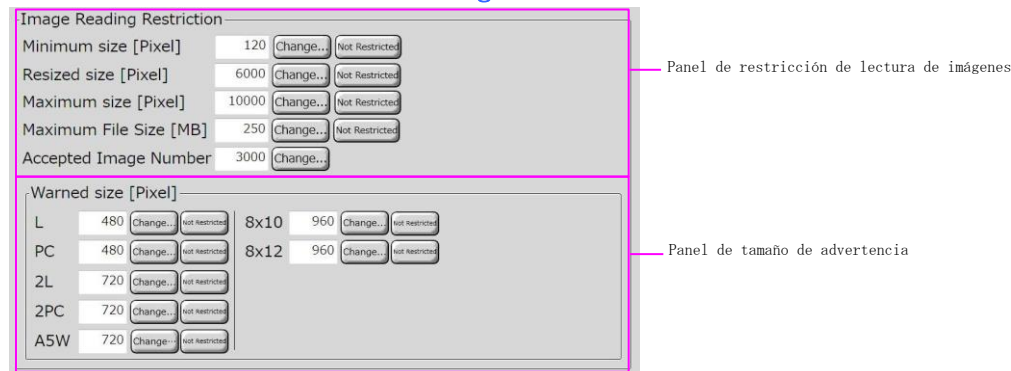 Image Reading Restriction
Minimum size [Pixel] 120 Change... Not Restricted
Resized size [Pixel] 6000 Change... Not Restricted
Panel de restricción de lectura de imágenes
Maximum size [Pixel] 10000 Change... Not Restricted
Maximum File Size [MB] 250 Change... Not Restricted
Accepted Image Number 3000 Change...
Warned size [Pixel]
L 480 Change... Not Restricted 8x10 960 Change... Not Restricted
PC 480 Change... Not Restricted 8x12 960 Change... Not Restricted
Panel de tamaño de advertencia
2L 720 Change... Not Restricted
2PC 720 Change... Not Restricted
A5W 720 Change... Not Restricted